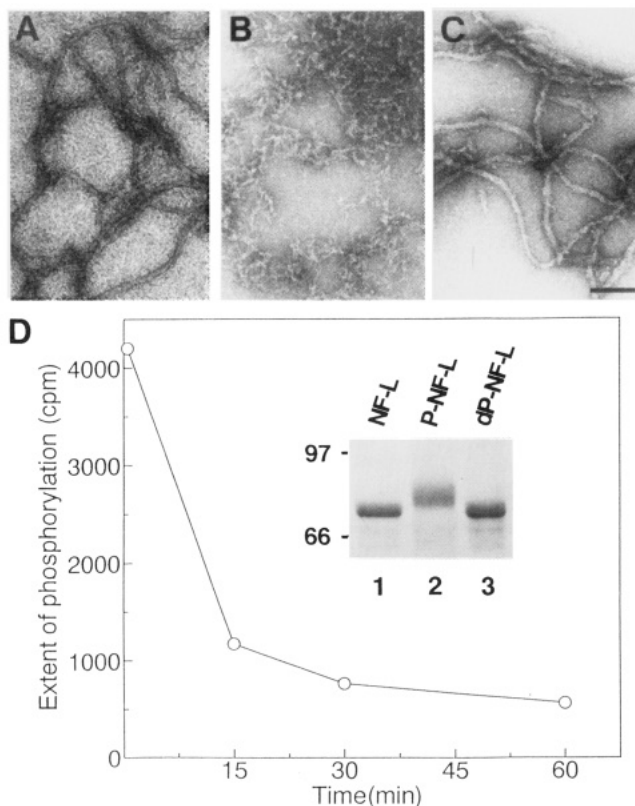 A B C
D
Extent of phosphorylation (cpm)
4000
3000
2000
1000
0
NF-L P-NF-L dP-NF-L
97 -
66 -
1 2 3
15 30 45 60
Time(min)